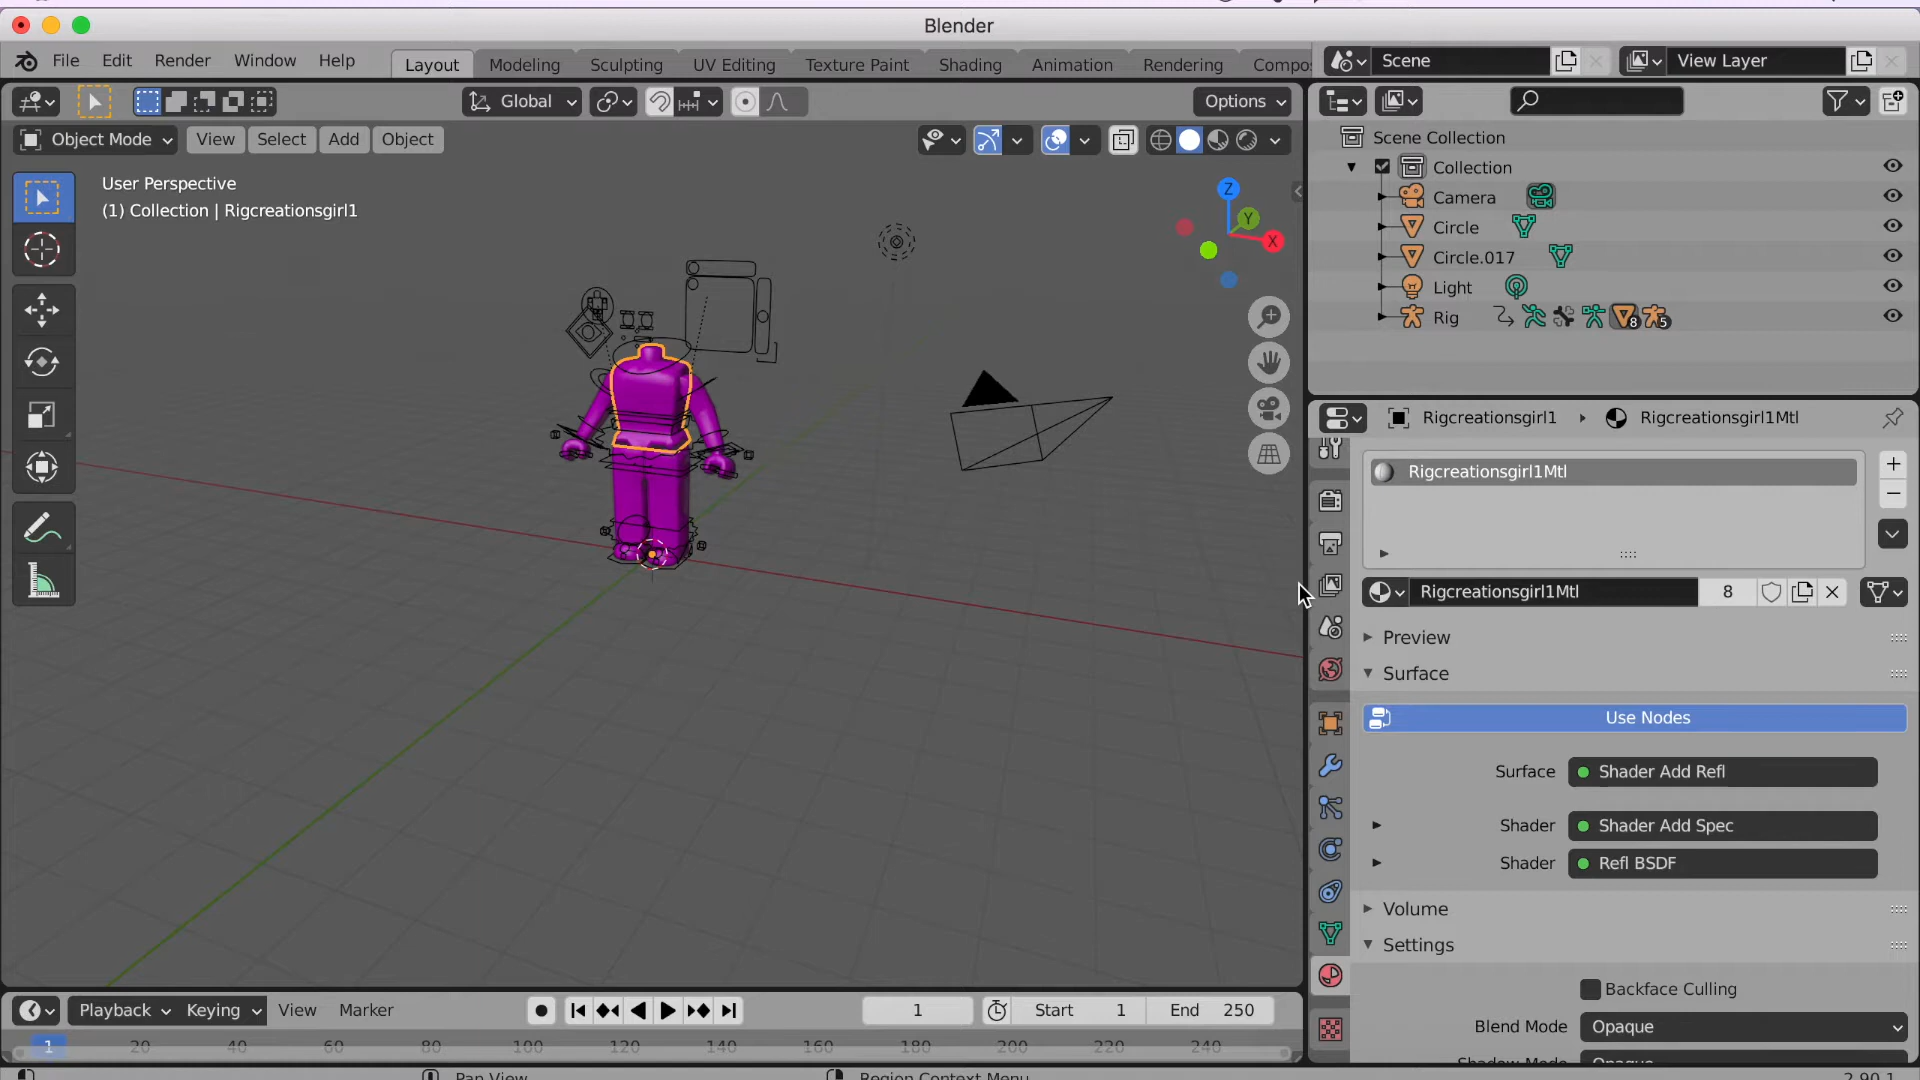 Blender
File Edit Render Window Help Layout Modeling Sculpting UV Editing Texture Paint Shading Animation Rendering Compos Scene View Layer
Global Options
Object Mode View Select Add Object
User Perspective
(1) Collection | Rigcreationsgirl1
Z
Y
X
Scene Collection
Collection
Camera
Circle
Circle.017
Light
Rig 8 5
Rigcreationsgirl1 Rigcreationsgirl1Mtl
Rigcreationsgirl1Mtl
Rigcreationsgirl1Mtl 8
Preview
Surface
Use Nodes
Surface Shader Add Refl
Shader Shader Add Spec
Shader Refl BSDF
Volume
Settings
Backface Culling
Blend Mode Opaque
Shadow Mode Opaque
Playback Keying View Marker 1 Start 1 End 250
1 20 40 60 80 100 120 140 160 180 200 220 240
Pan View Region Context Menu 2.90.1